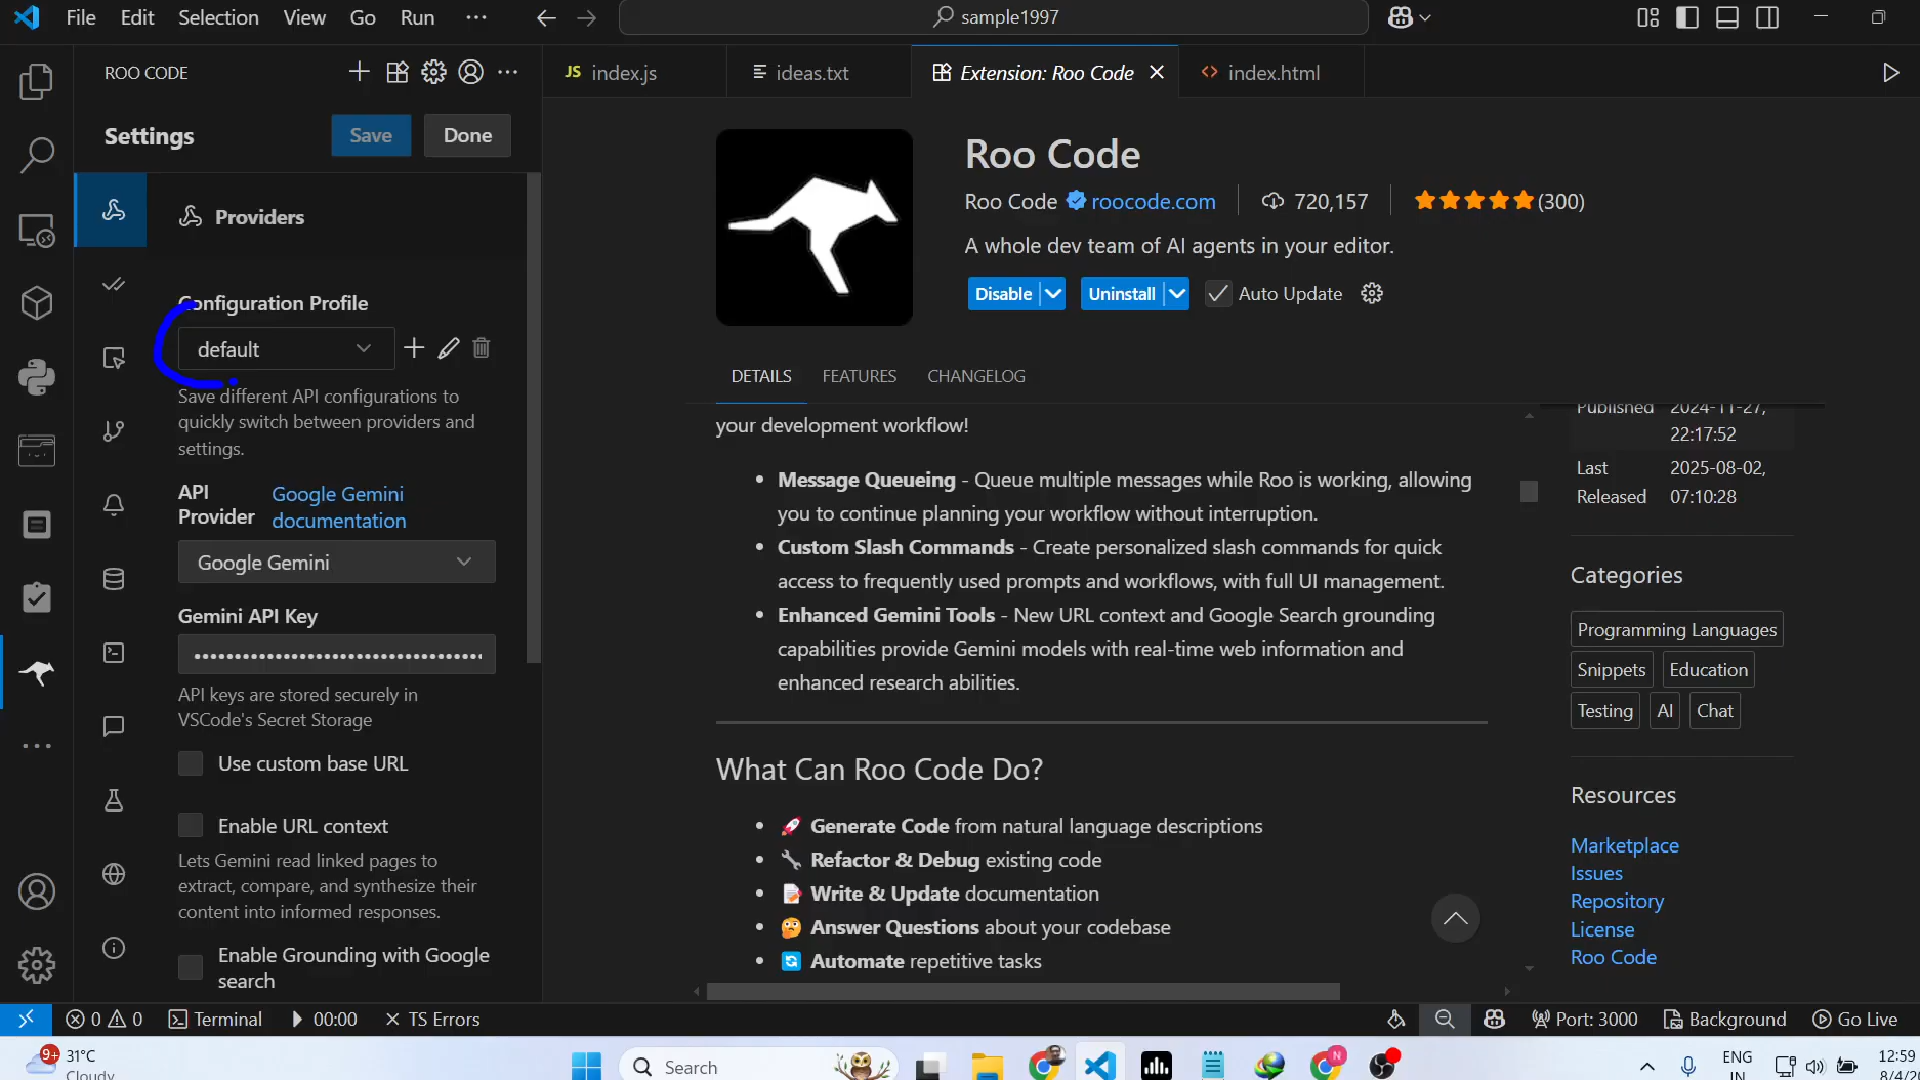 File Edit Selection View Go Run ...
sample1997
ROO CODE
JS index.js
ideas.txt
Extension: Roo Code
<> index.html
Settings
Save
Done
Providers
Configuration Profile
default
Save different API configurations to
quickly switch between providers and
settings.
API
Provider
Google Gemini
documentation
Google Gemini
Gemini API Key
••••••••••••••••••••••••••••••••••••••
API keys are stored securely in
VSCode's Secret Storage
Use custom base URL
Enable URL context
Lets Gemini read linked pages to
extract, compare, and synthesize their
content into informed responses.
Enable Grounding with Google
search
Roo Code
Roo Code roocode.com 720,157 (300)
A whole dev team of AI agents in your editor.
Disable
Uninstall
Auto Update
DETAILS FEATURES CHANGELOG
your development workflow!
• Message Queueing - Queue multiple messages while Roo is working, allowing
you to continue planning your workflow without interruption.
• Custom Slash Commands - Create personalized slash commands for quick
access to frequently used prompts and workflows, with full UI management.
• Enhanced Gemini Tools - New URL context and Google Search grounding
capabilities provide Gemini models with real-time web information and
enhanced research abilities.
What Can Roo Code Do?
• 🚀 Generate Code from natural language descriptions
• 🔧 Refactor & Debug existing code
• 📝 Write & Update documentation
• 🤔 Answer Questions about your codebase
• 🔄 Automate repetitive tasks
Published 2024-11-27,
22:17:52
Last 2025-08-02,
Released 07:10:28
Categories
Programming Languages
Snippets Education
Testing AI Chat
Resources
Marketplace
Issues
Repository
License
Roo Code
0 0 Terminal 00:00 TS Errors
Port: 3000 Background Go Live
9+ 31°C
Cloudy
Search
N
ENG
IN
12:59
8/4/2